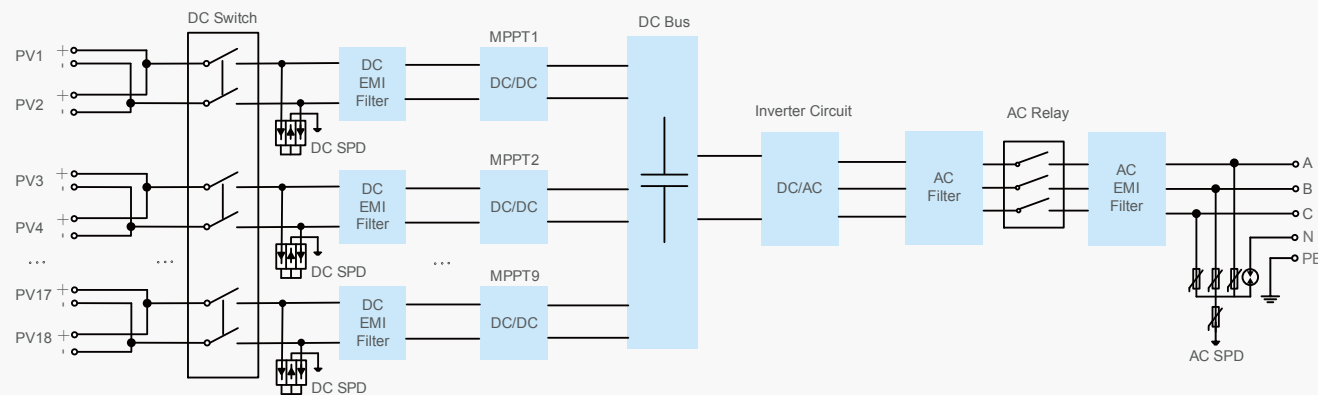 DC Switch
DC Bus
MPPT1
PV1
+
-
PV2
+
-
DC
EMI
Filter
DC/DC
DC SPD
Inverter Circuit
AC Relay
MPPT2
PV3
+
-
PV4
+
-
DC
EMI
Filter
DC/DC
DC SPD
DC/AC
AC
Filter
AC
EMI
Filter
A
B
C
N
PE
...
...
...
MPPT9
PV17
+
-
PV18
+
-
DC
EMI
Filter
DC/DC
DC SPD
AC SPD